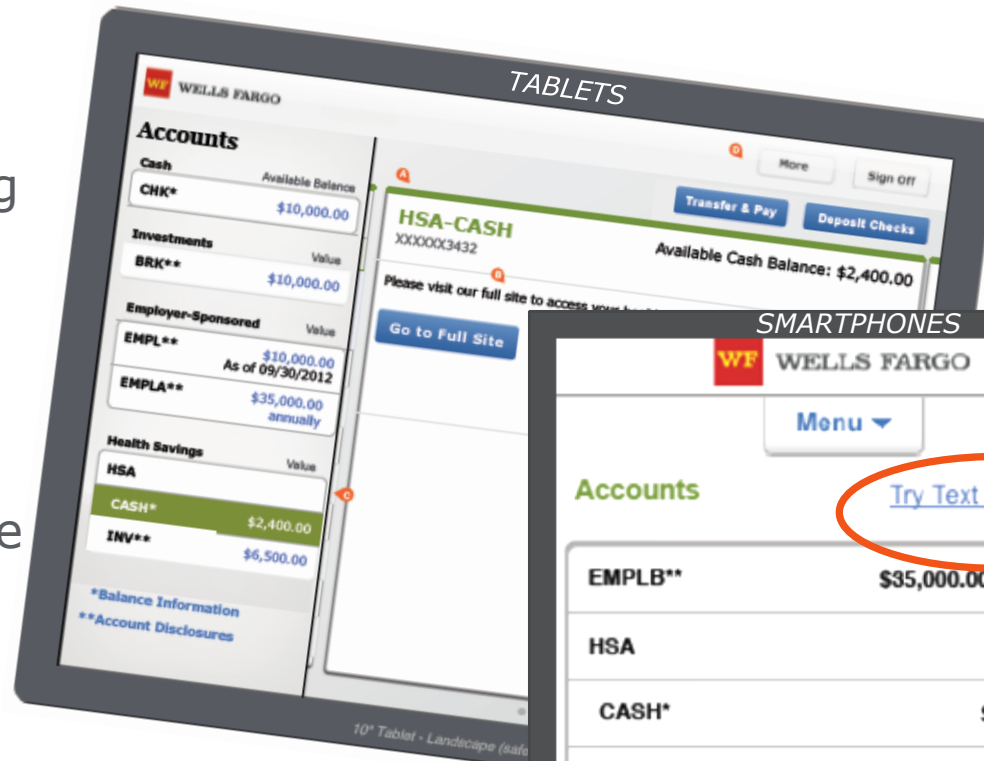 TABLETS
WF WELLS FARGO
Accounts
Cash Available Balance
CHK* $10,000.00
Investments Value
BRK** $10,000.00
Employer-Sponsored Value
EMPL** $10,000.00
As of 09/30/2012
EMPLA** $35,000.00
annually
Health Savings Value
HSA
CASH* $2,400.00
INV** $6,500.00
*Balance Information
**Account Disclosures
D More Sign Off
A Transfer & Pay Deposit Checks
HSA-CASH
XXXXXX3432
Available Cash Balance: $2,400.00
B
Please visit our full site to access your
Go to Full Site
C
10" Tablet - Landscape (safe
g
e
SMARTPHONES
WF WELLS FARGO
Menu
Accounts Try Text
EMPLB** $35,000.00
HSA
CASH* $